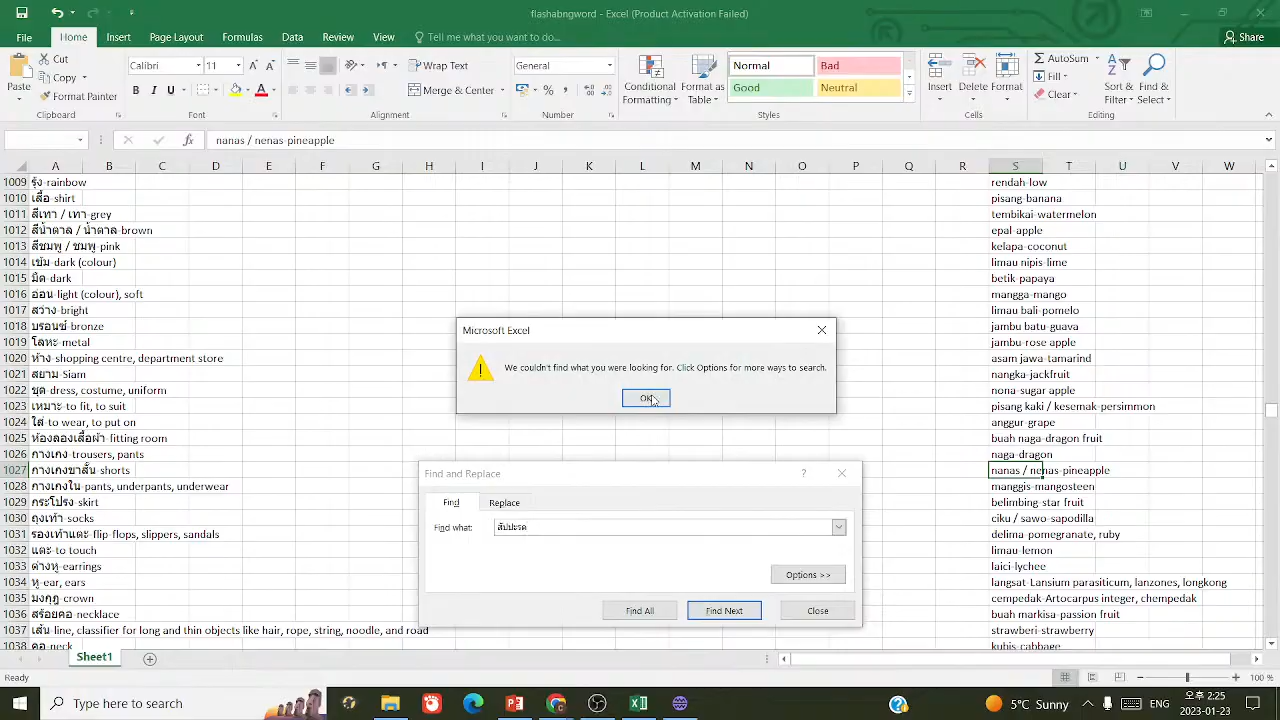 flashabngword - Excel (Product Activation Failed)
File Home Insert Page Layout Formulas Data Review View Tell me what you want to do... Share
Paste Cut Copy Format Painter Clipboard
Calibri 11 B I U Font
Wrap Text Merge & Center Alignment
General % Number
Conditional Formatting Format as Table Normal Bad Good Neutral Styles
Insert Delete Format Cells
AutoSum Fill Clear Sort & Filter Find & Select Editing
fx nanas / nenas-pineapple
A B C D E F G H I J K L M N O P Q R S T U V W
1009 รุ้ง-rainbow rendah-low
1010 เสื้อ-shirt pisang-banana
1011 สีเทา / เทา-grey tembikai-watermelon
1012 สีน้ำตาล / น้ำตาล-brown epal-apple
1013 สีชมพู / ชมพู-pink kelapa-coconut
1014 เข้ม-dark (colour) limau nipis-lime
1015 มืด-dark betik-papaya
1016 อ่อน-light (colour), soft mangga-mango
1017 สว่าง-bright limau bali-pomelo
1018 บรอนซ์-bronze jambu batu-guava
1019 โลหะ-metal jambu-rose apple
1020 ห้าง-shopping centre, department store asam jawa-tamarind
1021 สยาม-Siam nangka-jackfruit
1022 ชุด-dress, costume, uniform nona-sugar apple
1023 เหมาะ-to fit, to suit pisang kaki / kesemak-persimmon
1024 ใส่-to wear, to put on anggur-grape
1025 ห้องลองเสื้อผ้า-fitting room buah naga-dragon fruit
1026 กางเกง-trousers, pants naga-dragon
1027 กางเกงขาสั้น-shorts nanas / nenas-pineapple
1028 กางเกงใน-pants, underpants, underwear manggis-mangosteen
1029 กระโปรง-skirt belimbing-star fruit
1030 ถุงเท้า-socks ciku / sawo-sapodilla
1031 รองเท้าแตะ-flip-flops, slippers, sandals delima-pomegranate, ruby
1032 แตะ-to touch limau-lemon
1033 ต่างหู-earrings laici-lychee
1034 หู-ear, ears langsat-Lansium parasiticum, lanzones, longkong
1035 มงกุฎ-crown cempedak-Artocarpus integer, chempedak
1036 สร้อยคอ-necklace buah markisa-passion fruit
1037 เส้น-line, classifier for long and thin objects like hair, rope, string, noodle, and road strawberi-strawberry
1038 คอ-neck kubis-cabbage
Microsoft Excel
We couldn't find what you were looking for. Click Options for more ways to search.
OK
Find and Replace ?
Find Replace
Find what: สัปปะรด
Options >>
Find All Find Next Close
Sheet1
Ready 100 %
Type here to search 5°C Sunny ENG 오후 2:25
2023-01-23